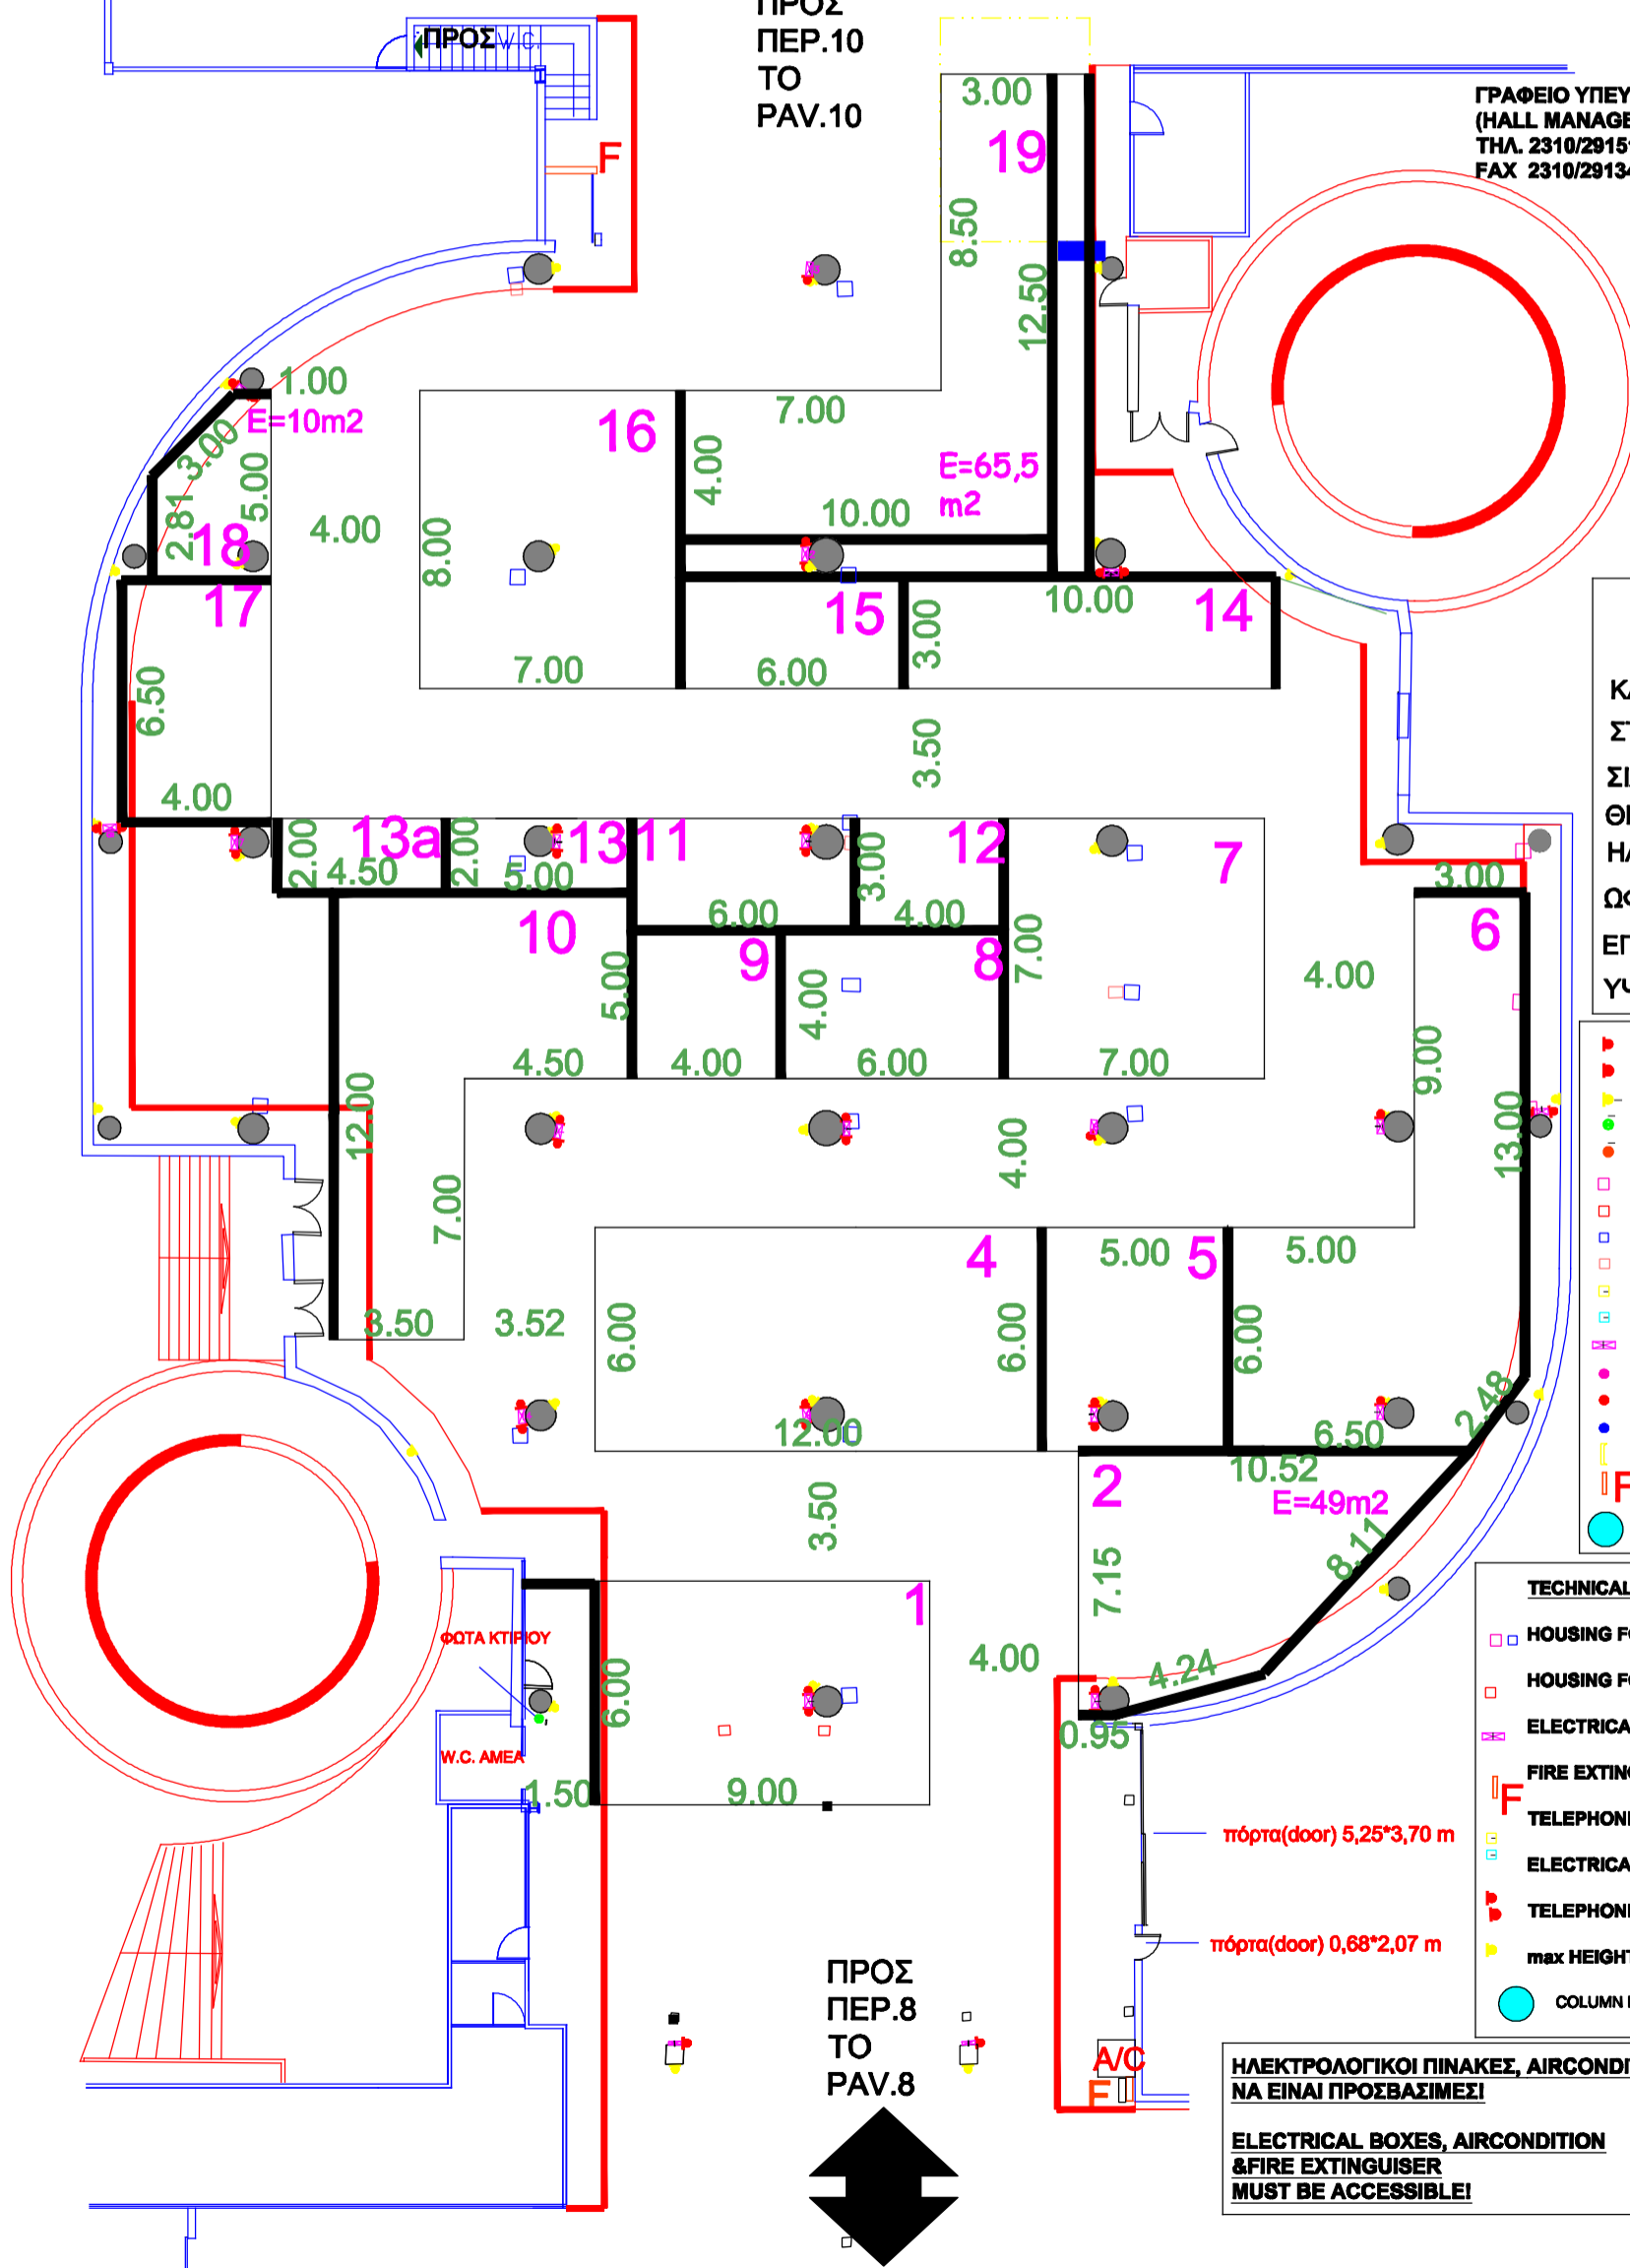 ΠΡΟΣ
ΠΕΡ.10
ΤΟ
PAV.10
ΠΡΟΣ W.C.
F
3.00
19
8.50
12.50
ΓΡΑΦΕΙΟ ΥΠΕΥ
(HALL MANAGE
ΤΗΛ. 2310/2915
FAX 2310/2913
1.00
E=10m2
3.00
2.81
5.00
18
4.00
16
8.00
7.00
7.00
4.00
E=65,5
m2
10.00
17
6.50
4.00
15
6.00
3.00
10.00
14
3.50
13a
2.00
4.50
2.00
13
5.00
11
6.00
3.00
12
4.00
7
7.00
7.00
4.00
3.00
6
9.00
13.00
10
5.00
4.50
12.00
7.00
3.50
3.52
9
4.00
4.00
8
6.00
4.00
4
6.00
6.00
12.00
5.00
5
5.00
6.00
6.50
2.48
10.52
2
E=49m2
7.15
8.11
4.24
0.95
3.50
1
6.00
9.00
1.50
4.00
ΦΩΤΑ ΚΤΙΡΙΟΥ
W.C. ΑΜΕΑ
πόρτα(door) 5,25*3,70 m
πόρτα(door) 0,68*2,07 m
A/C
F
ΠΡΟΣ
ΠΕΡ.8
ΤΟ
PAV.8
ΣΤ
ΘΕ
ΕΠ
ΥΨ
F
TECHNICAL
HOUSING FO
HOUSING FO
ELECTRICA
FIRE EXTING
F
TELEPHONE
ELECTRICA
TELEPHONE
max HEIGHT
COLUMN
ΗΛΕΚΤΡΟΛΟΓΙΚΟΙ ΠΙΝΑΚΕΣ, AIRCONDI
ΝΑ ΕΙΝΑΙ ΠΡΟΣΒΑΣΙΜΕΣ!
ELECTRICAL BOXES, AIRCONDITION
&FIRE EXTINGUISER
MUST BE ACCESSIBLE!